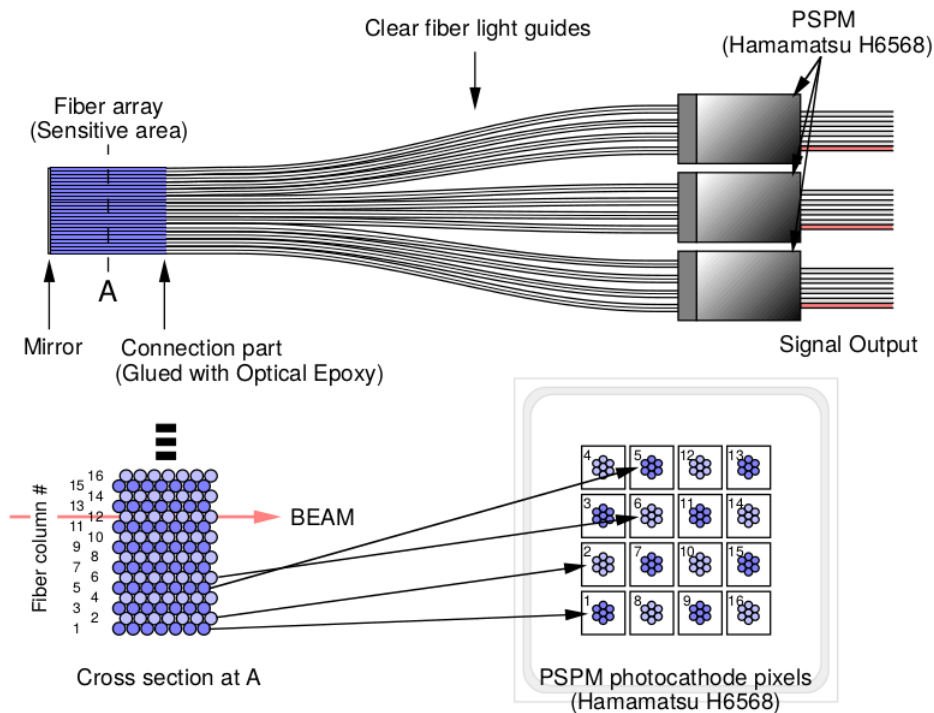 Clear fiber light guides
PSPM
(Hamamatsu H6568)
Fiber array
(Sensitive area)
A
Mirror
Connection part
(Glued with Optical Epoxy)
Signal Output
Fiber column #
16
15
14
13
12
11
10
9
8
7
6
5
4
3
2
1
BEAM
4 5 12 13
3 6 11 14
2 7 10 15
1 8 9 16
Cross section at A
PSPM photocathode pixels
(Hamamatsu H6568)